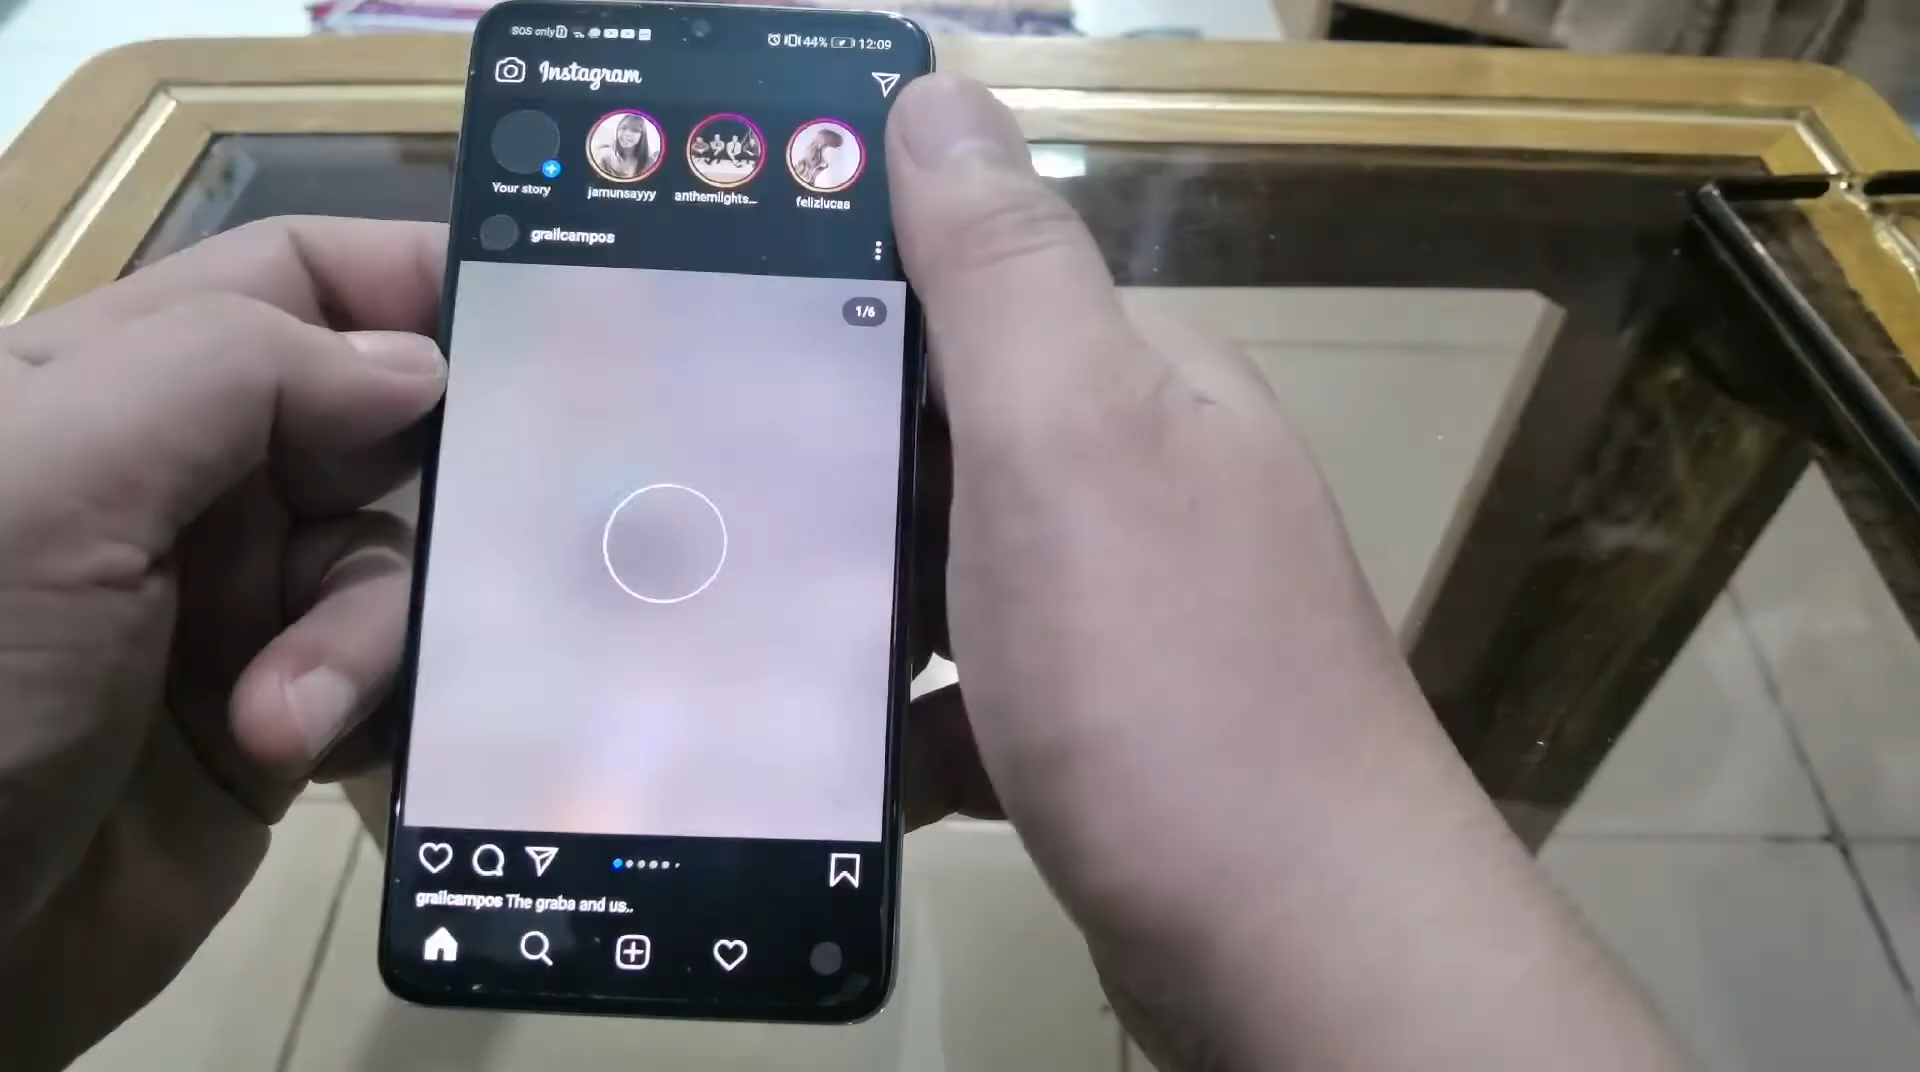 SOS only 44% 12:09
Instagram
Your story jamunsayyy anthemlights... felizlucas
grailcampos
1/6
grailcampos The graba and us..